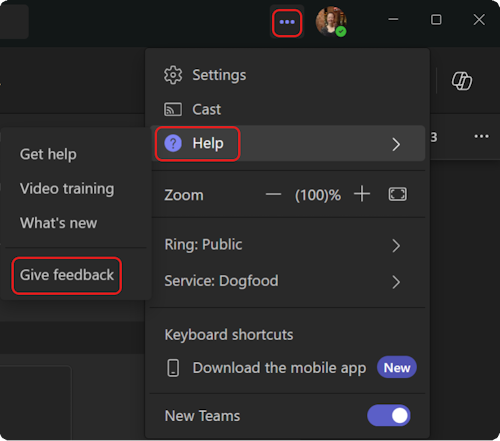 Settings
Cast
Help
3
Get help
Video training
What's new
Give feedback
Zoom
(100)%
Ring: Public
Service: Dogfood
Keyboard shortcuts
Download the mobile app New
New Teams